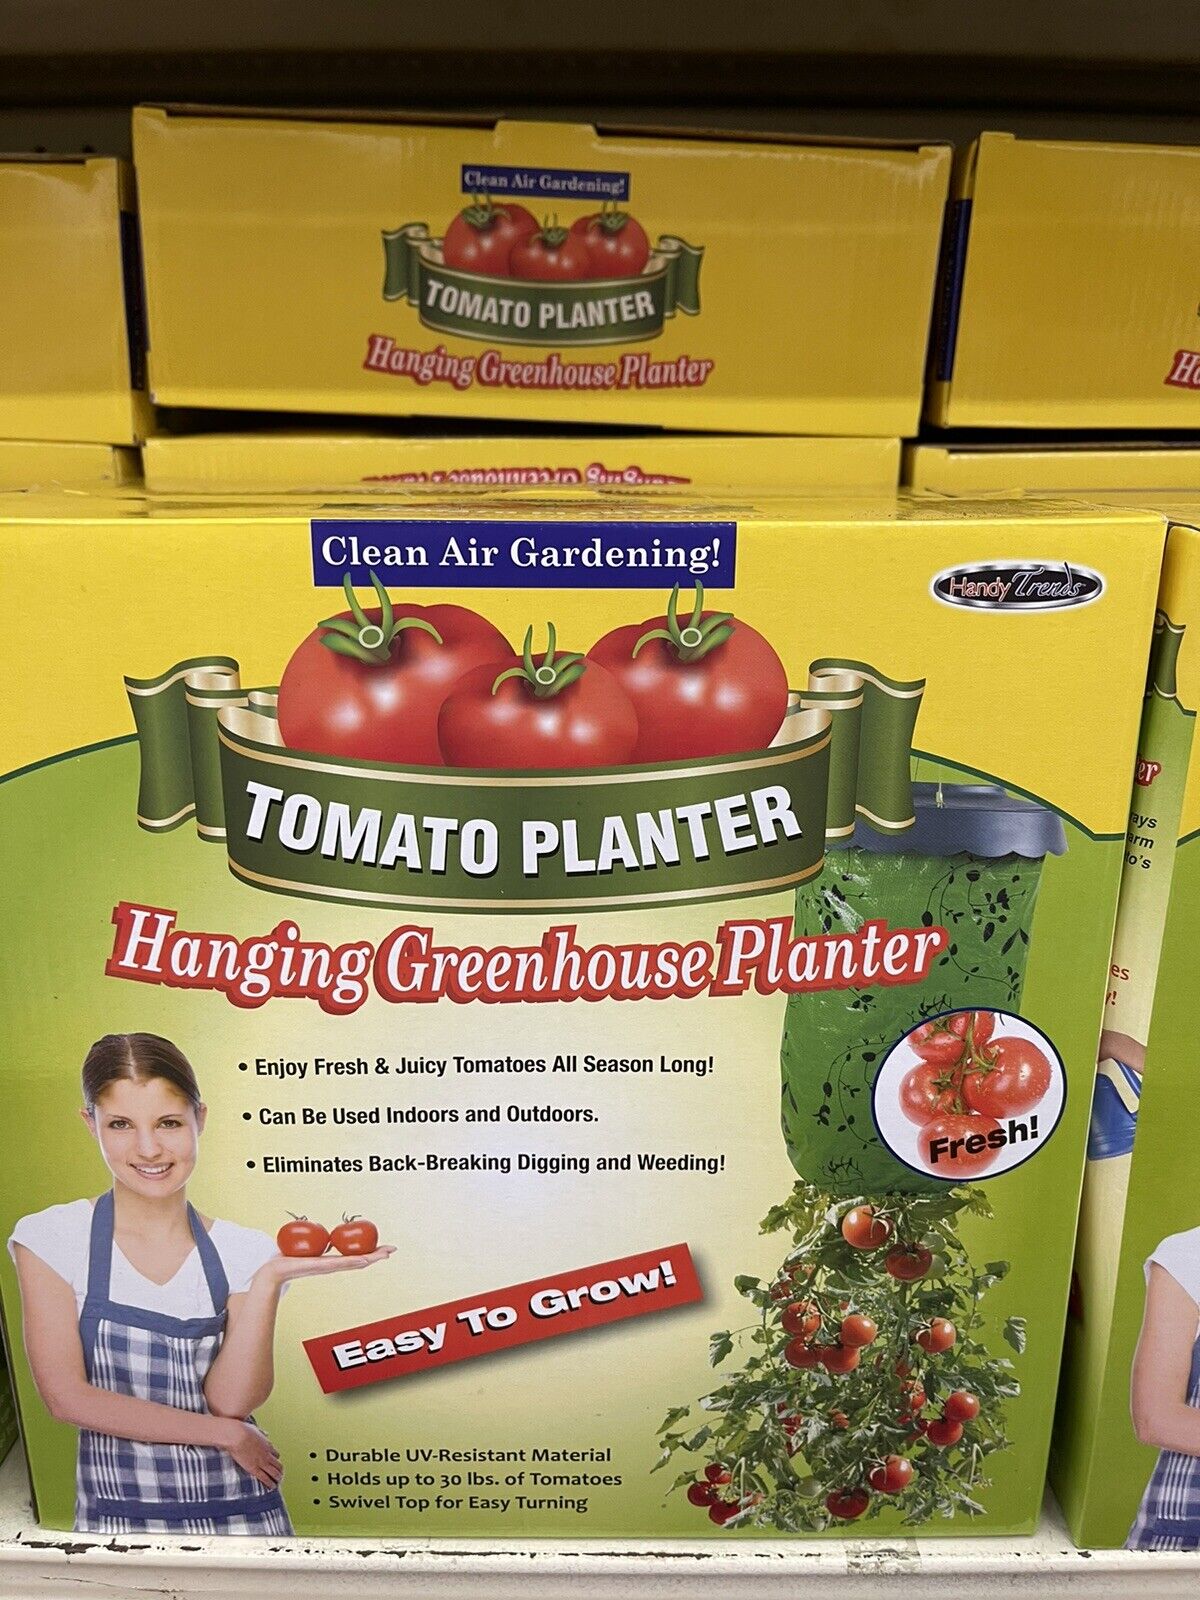 Clean Air Gardening!
TOMATO PLANTER
Hanging Greenhouse Planter
Clean Air Gardening!
Handy Trends
TOMATO PLANTER
Hanging Greenhouse Planter
• Enjoy Fresh & Juicy Tomatoes All Season Long!
• Can Be Used Indoors and Outdoors.
• Eliminates Back-Breaking Digging and Weeding!
Fresh!
Easy To Grow!
• Durable UV-Resistant Material
• Holds up to 30 lbs. of Tomatoes
• Swivel Top for Easy Turning